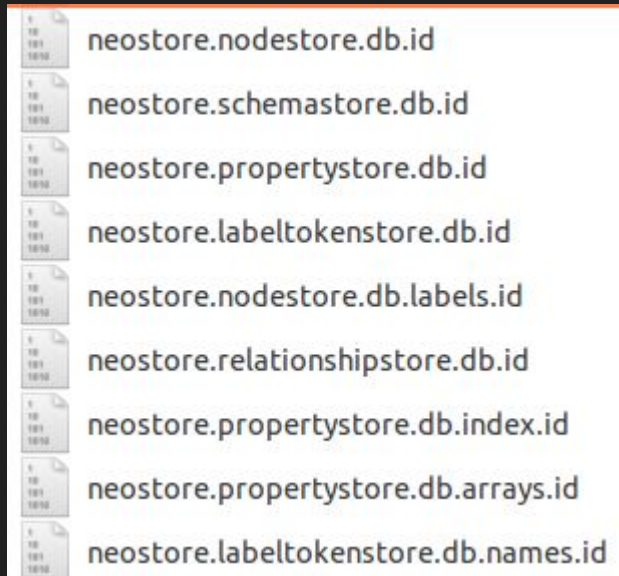 neostore.nodestore.db.id
neostore.schemastore.db.id
neostore.propertystore.db.id
neostore.labeltokenstore.db.id
neostore.nodestore.db.labels.id
neostore.relationshipstore.db.id
neostore.propertystore.db.index.id
neostore.propertystore.db.arrays.id
neostore.labeltokenstore.db.names.id